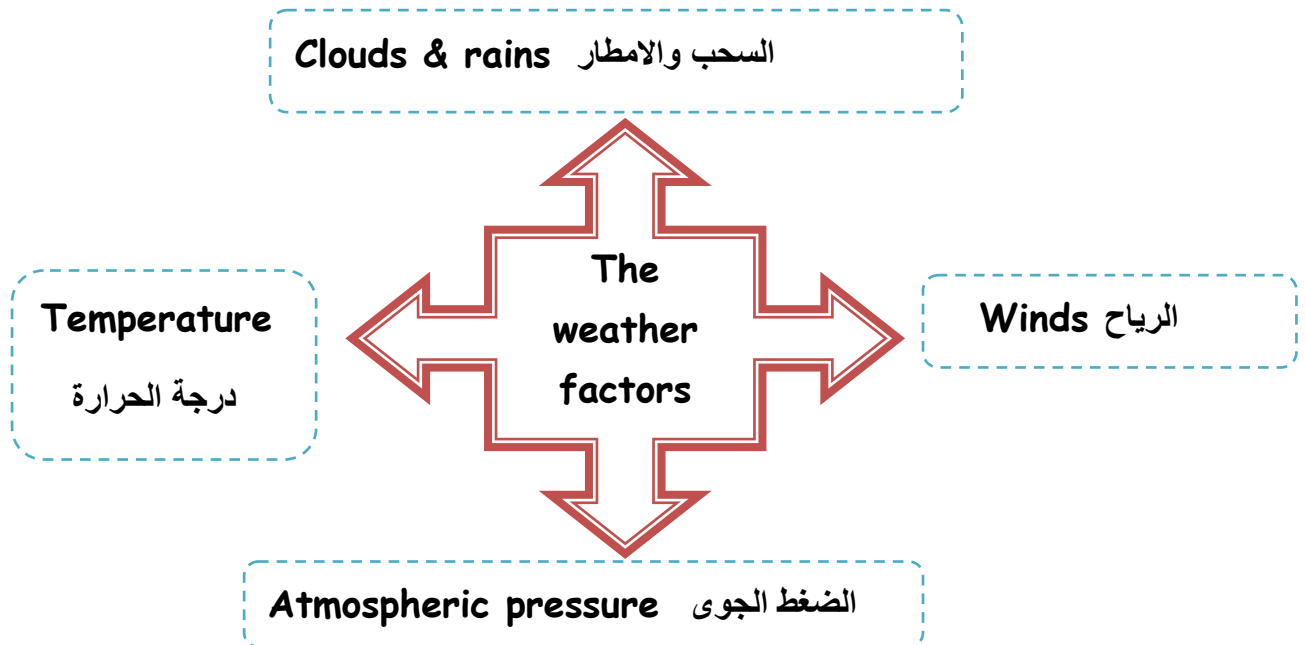 Clouds & rains السحب والامطار
The
weather
factors
Temperature
درجة الحرارة
Winds الرياح
Atmospheric pressure الضغط الجوى